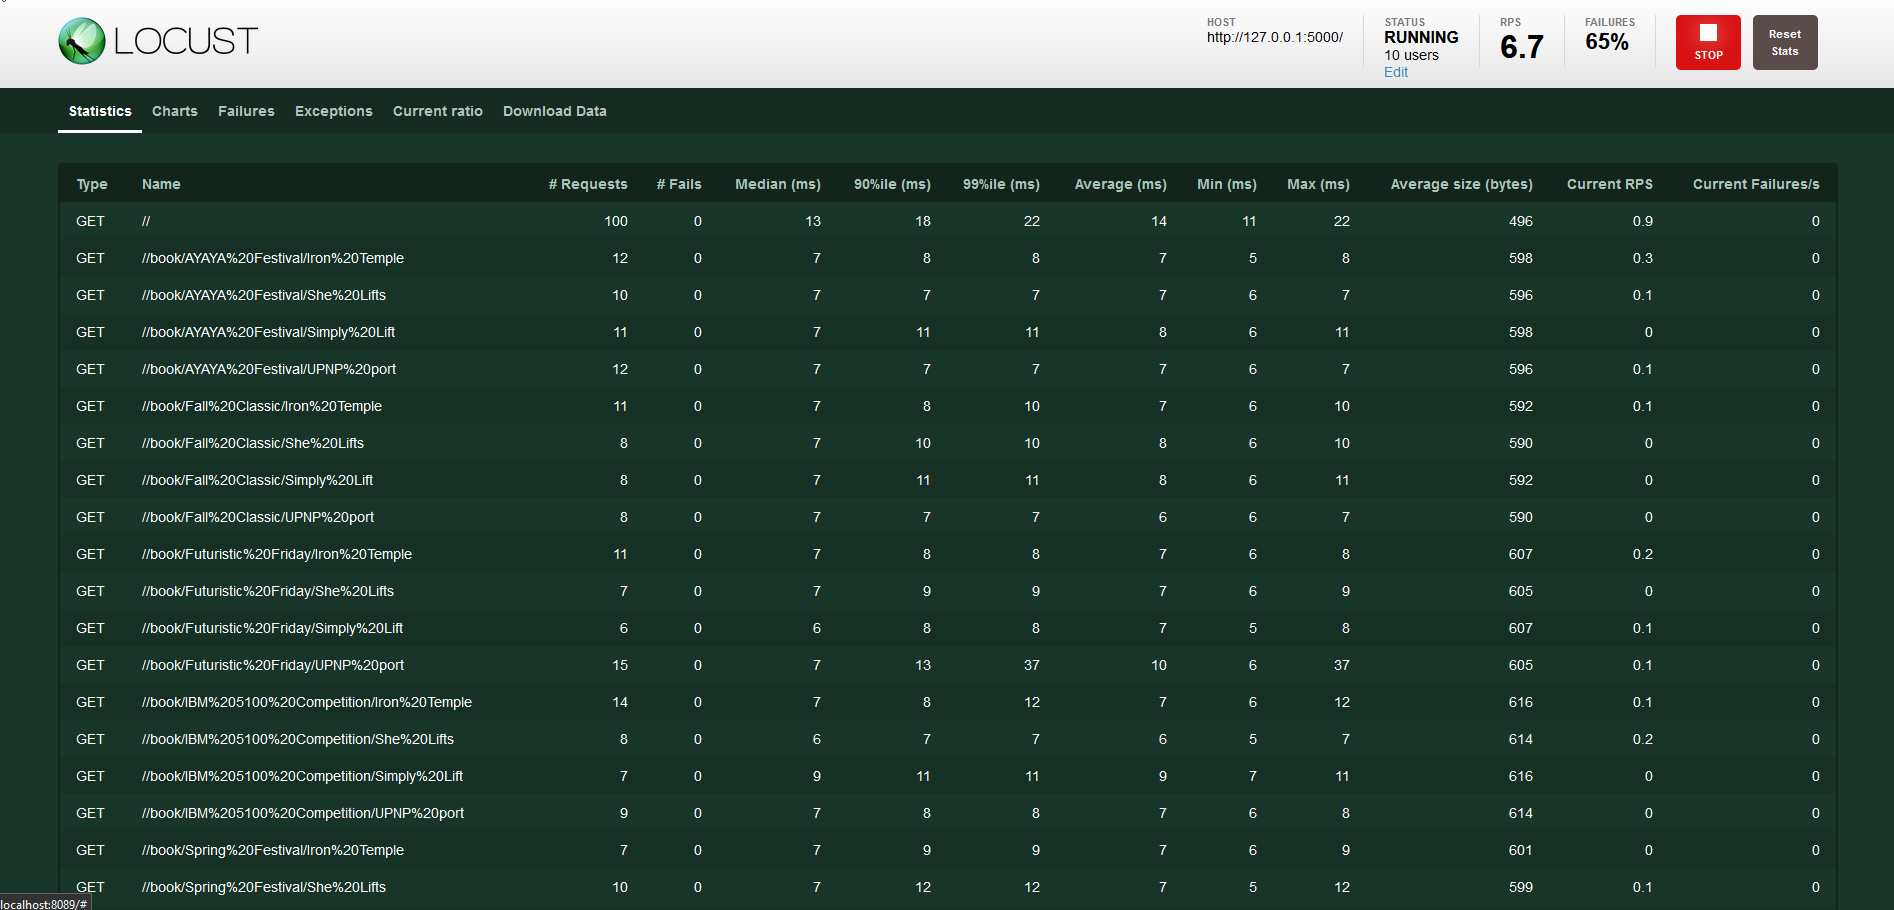 LOCUST
HOST
http://127.0.0.1:5000/
STATUS
RUNNING
10 users
Edit
RPS
6.7
FAILURES
65%
STOP
Reset
Stats
Statistics Charts Failures Exceptions Current ratio Download Data
Type Name # Requests # Fails Median (ms) 90%ile (ms) 99%ile (ms) Average (ms) Min (ms) Max (ms) Average size (bytes) Current RPS Current Failures/s
GET // 100 0 13 18 22 14 11 22 496 0.9 0
GET //book/AYAYA%20Festival/Iron%20Temple 12 0 7 8 8 7 5 8 598 0.3 0
GET //book/AYAYA%20Festival/She%20Lifts 10 0 7 7 7 7 6 7 596 0.1 0
GET //book/AYAYA%20Festival/Simply%20Lift 11 0 7 11 11 8 6 11 598 0 0
GET //book/AYAYA%20Festival/UPNP%20port 12 0 7 7 7 7 6 7 596 0.1 0
GET //book/Fall%20Classic/Iron%20Temple 11 0 7 8 10 7 6 10 592 0.1 0
GET //book/Fall%20Classic/She%20Lifts 8 0 7 10 10 8 6 10 590 0 0
GET //book/Fall%20Classic/Simply%20Lift 8 0 7 11 11 8 6 11 592 0 0
GET //book/Fall%20Classic/UPNP%20port 8 0 7 7 7 6 6 7 590 0 0
GET //book/Futuristic%20Friday/Iron%20Temple 11 0 7 8 8 7 6 8 607 0.2 0
GET //book/Futuristic%20Friday/She%20Lifts 7 0 7 9 9 7 6 9 605 0 0
GET //book/Futuristic%20Friday/Simply%20Lift 6 0 6 8 8 7 5 8 607 0.1 0
GET //book/Futuristic%20Friday/UPNP%20port 15 0 7 13 37 10 6 37 605 0.1 0
GET //book/IBM%205100%20Competition/Iron%20Temple 14 0 7 8 12 7 6 12 616 0.1 0
GET //book/IBM%205100%20Competition/She%20Lifts 8 0 6 7 7 6 5 7 614 0.2 0
GET //book/IBM%205100%20Competition/Simply%20Lift 7 0 9 11 11 9 7 11 616 0 0
GET //book/IBM%205100%20Competition/UPNP%20port 9 0 7 8 8 7 6 8 614 0 0
GET //book/Spring%20Festival/Iron%20Temple 7 0 7 9 9 7 6 9 601 0 0
GET //book/Spring%20Festival/She%20Lifts 10 0 7 12 12 7 5 12 599 0.1 0
localhost:8089/#